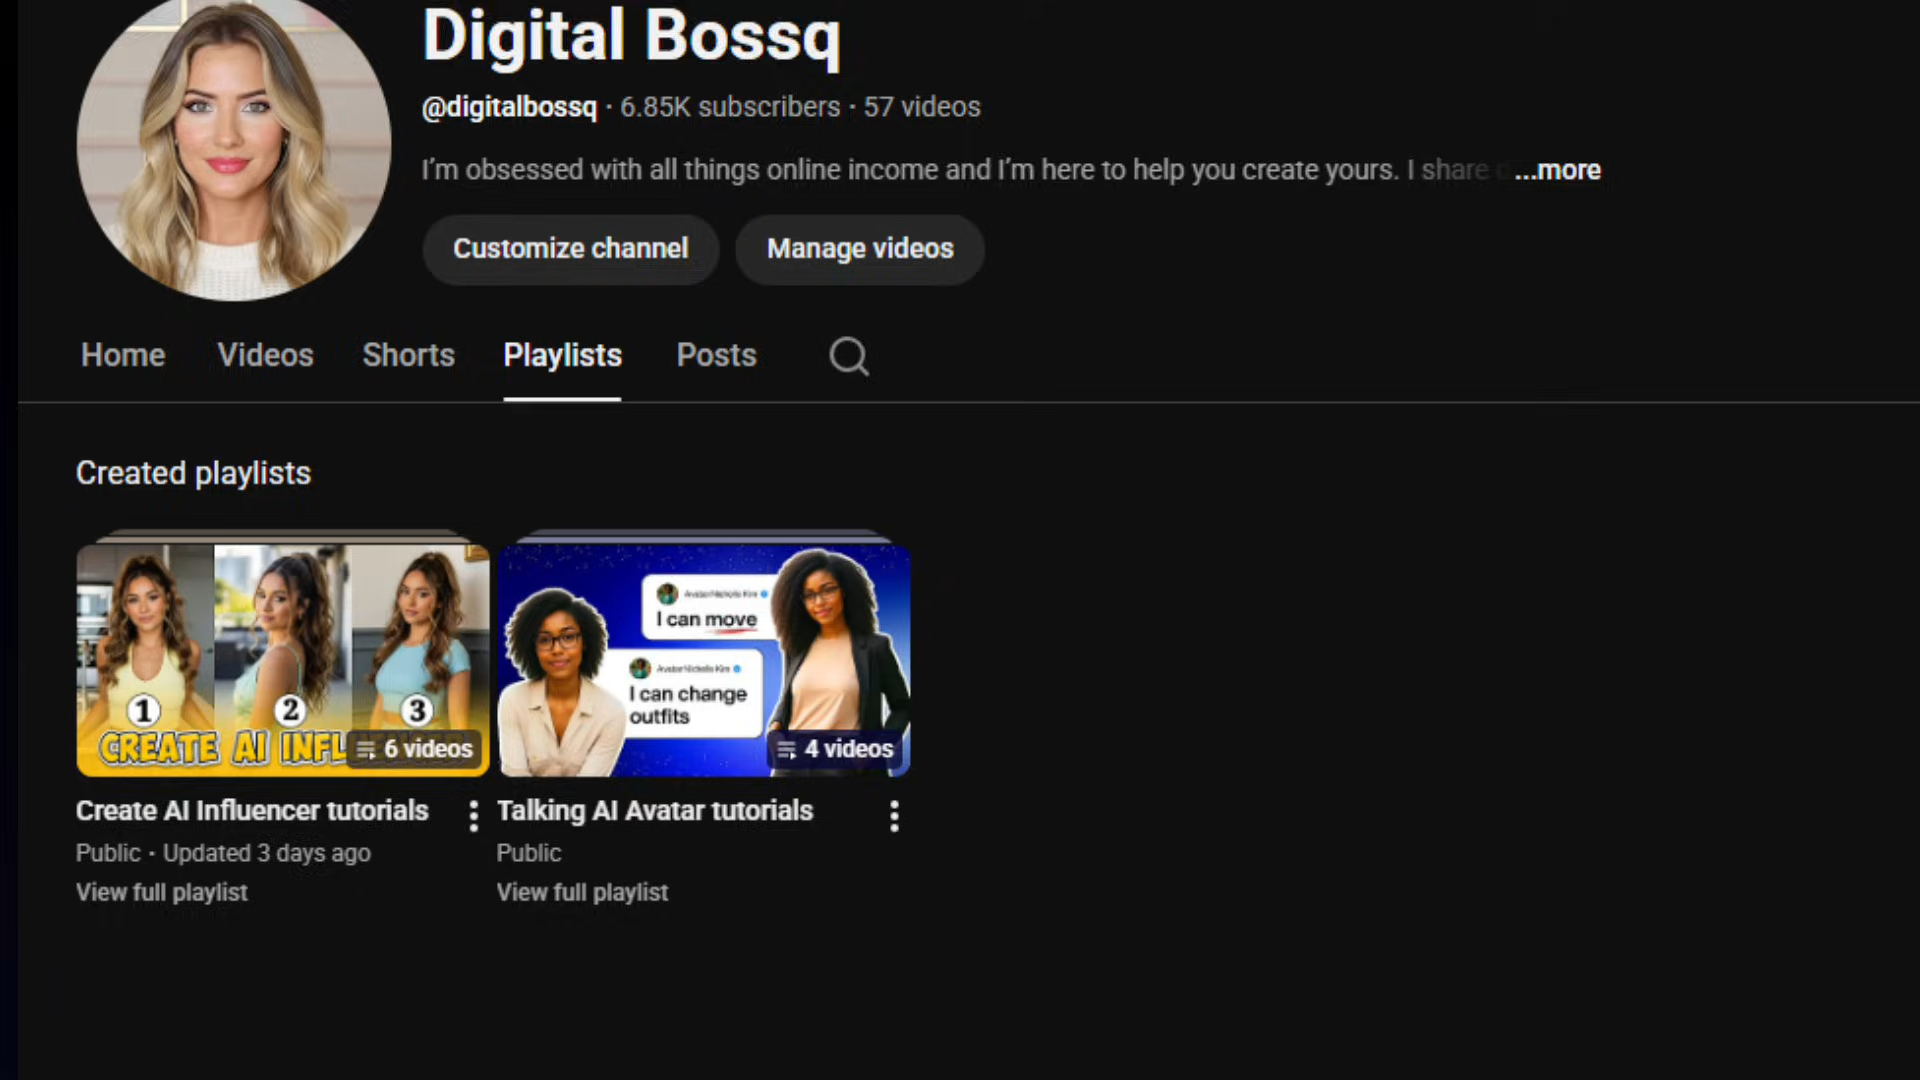 Digital Bossq
@digitalbossq · 6.85K subscribers · 57 videos
I'm obsessed with all things online income and I'm here to help you create yours. I share ...more
Customize channel
Manage videos
Home
Videos
Shorts
Playlists
Posts
Created playlists
1
2
3
CREATE AI INFL
6 videos
I can move
I can change
outfits
4 videos
Create AI Influencer tutorials
Public · Updated 3 days ago
View full playlist
Talking AI Avatar tutorials
Public
View full playlist